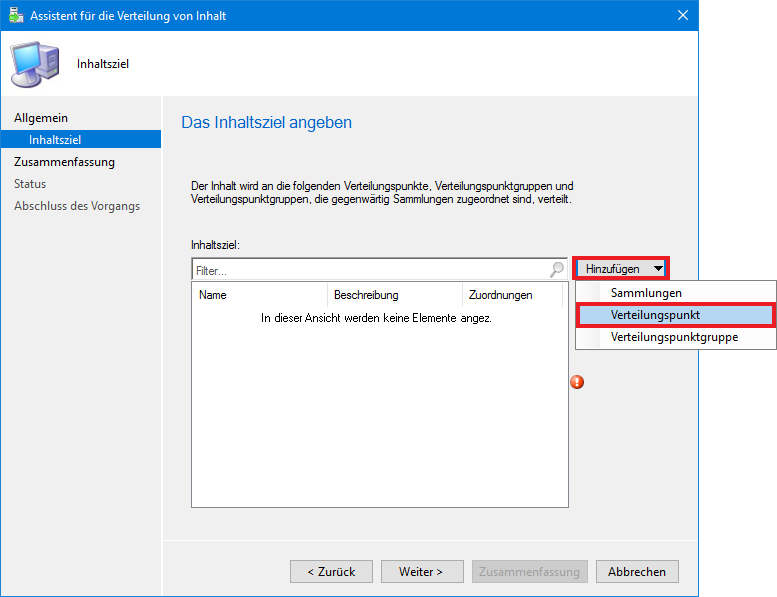 Assistent für die Verteilung von Inhalt
Inhaltsziel
Allgemein
Inhaltsziel
Zusammenfassung
Status
Abschluss des Vorgangs
Das Inhaltsziel angeben
Der Inhalt wird an die folgenden Verteilungspunkte, Verteilungspunktgruppen und
Verteilungspunktgruppen, die gegenwärtig Sammlungen zugeordnet sind, verteilt.
Inhaltsziel:
Filter...
Hinzufügen
Sammlungen
Verteilungspunkt
Verteilungspunktgruppe
Name Beschreibung Zuordnungen
In dieser Ansicht werden keine Elemente angez.
< Zurück Weiter > Zusammenfassung Abbrechen